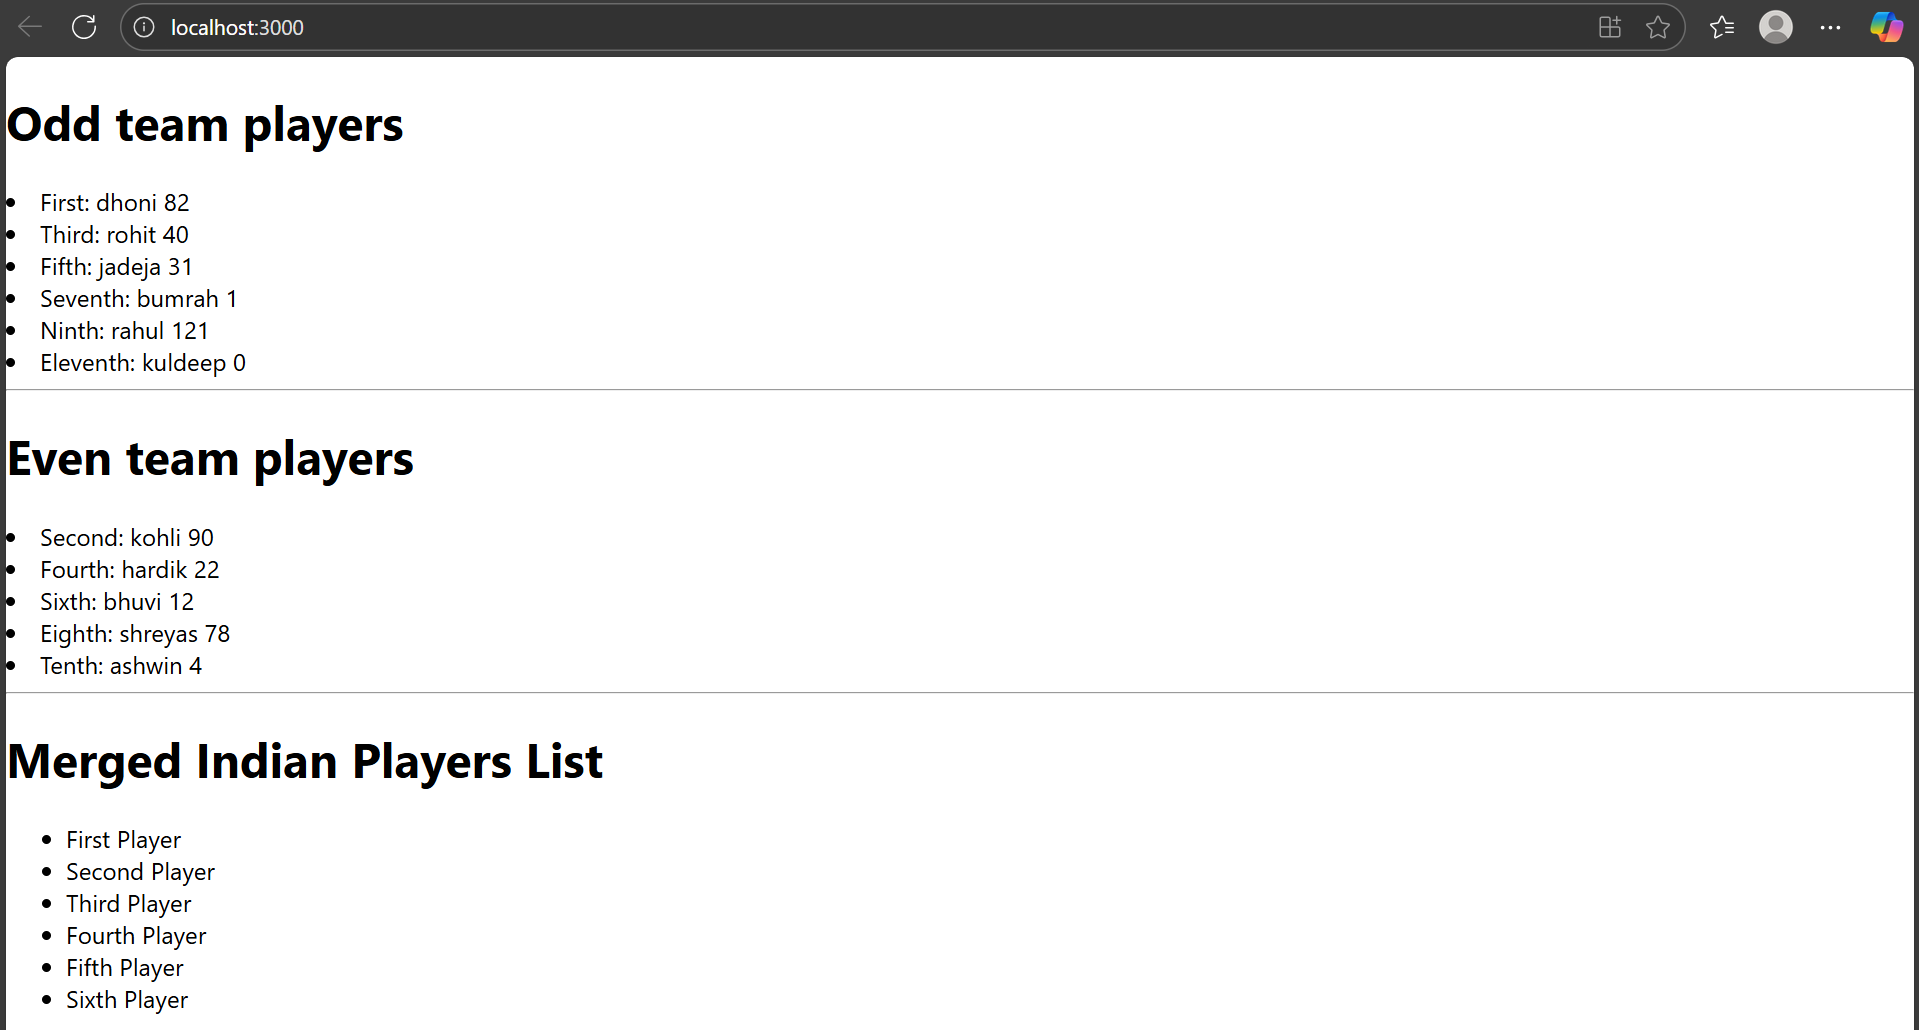 localhost:3000
Odd team players
First: dhoni 82
Third: rohit 40
Fifth: jadeja 31
Seventh: bumrah 1
Ninth: rahul 121
Eleventh: kuldeep 0
Even team players
Second: kohli 90
Fourth: hardik 22
Sixth: bhuvi 12
Eighth: shreyas 78
Tenth: ashwin 4
Merged Indian Players List
First Player
Second Player
Third Player
Fourth Player
Fifth Player
Sixth Player